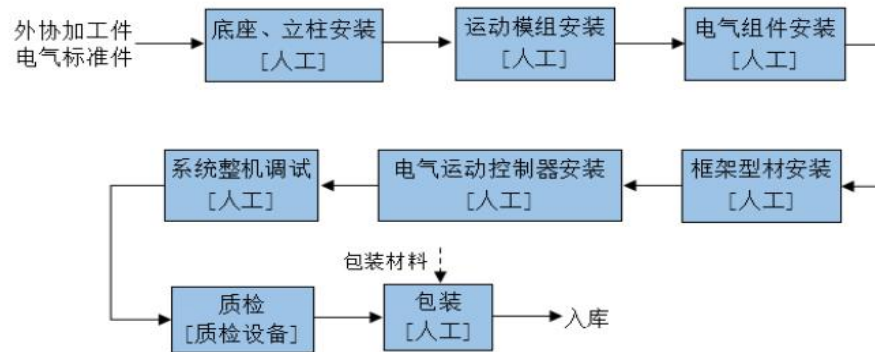 外协加工件
电气标准件
底座、立柱安装
[人工]
运动模组安装
[人工]
电气组件安装
[人工]
框架型材安装
[人工]
电气运动控制器安装
[人工]
系统整机调试
[人工]
质检
[质检设备]
包装材料
包装
[人工]
入库